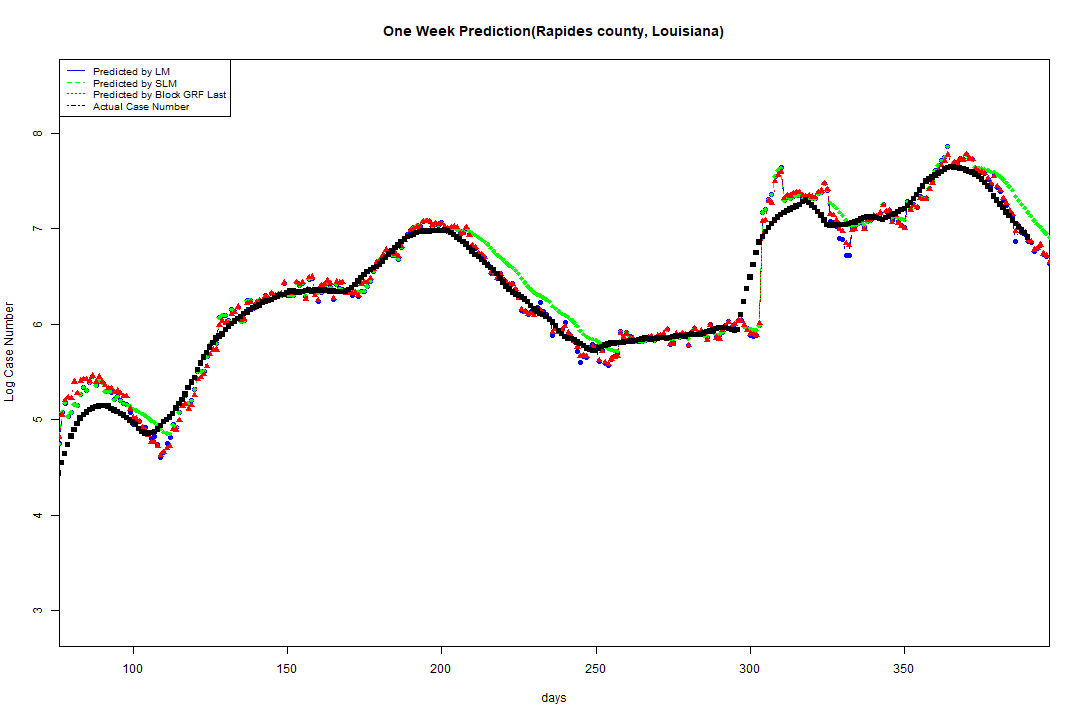 One Week Prediction(Rapides county, Louisiana)
Predicted by LM
Predicted by SLM
Predicted by Block GRF Last
Actual Case Number
8
7
6
5
4
3
Log Case Number
100 150 200 250 300 350
days